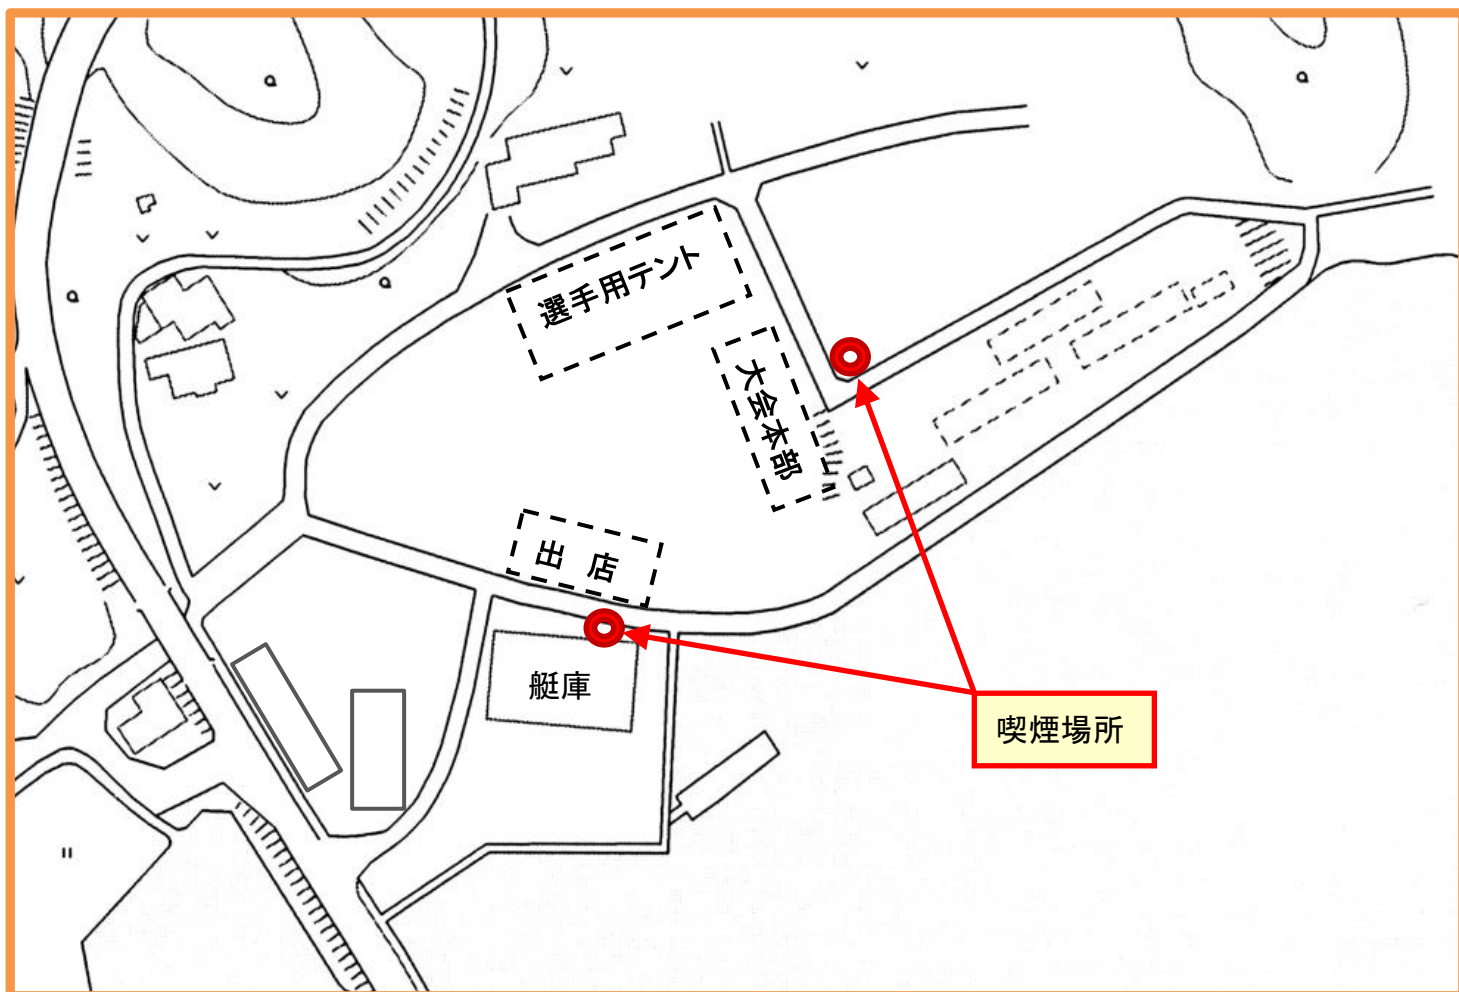 選手用テント
大会本部
出　店
艇庫
喫煙場所